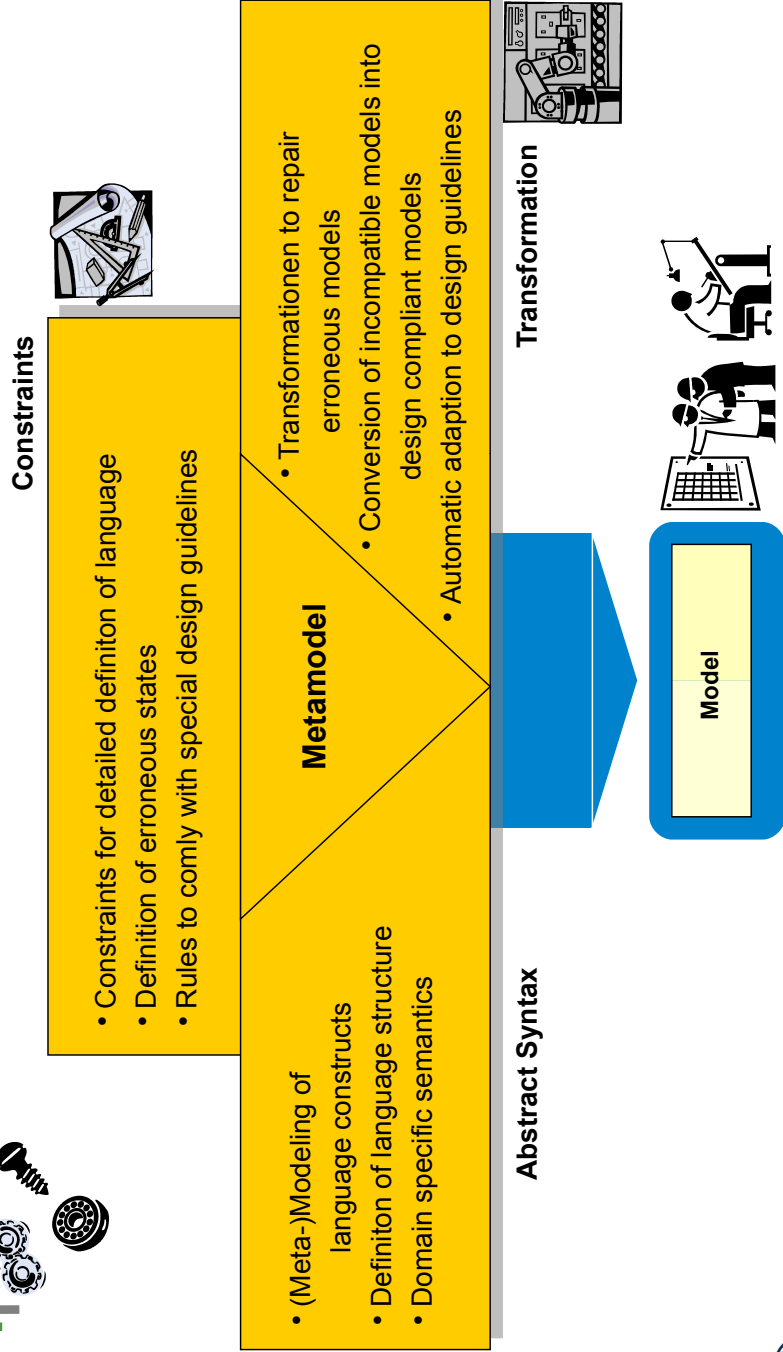 Constraints
• Constraints for detailed definiton of language
• Definition of erroneous states
• Rules to comly with special design guidelines
Metamodel
• (Meta-)Modeling of
language constructs
• Definiton of language structure
• Domain specific semantics
Abstract Syntax
• Transformationen to repair
erroneous models
• Conversion of incompatible models into
design compliant models
• Automatic adaption to design guidelines
Transformation
Model